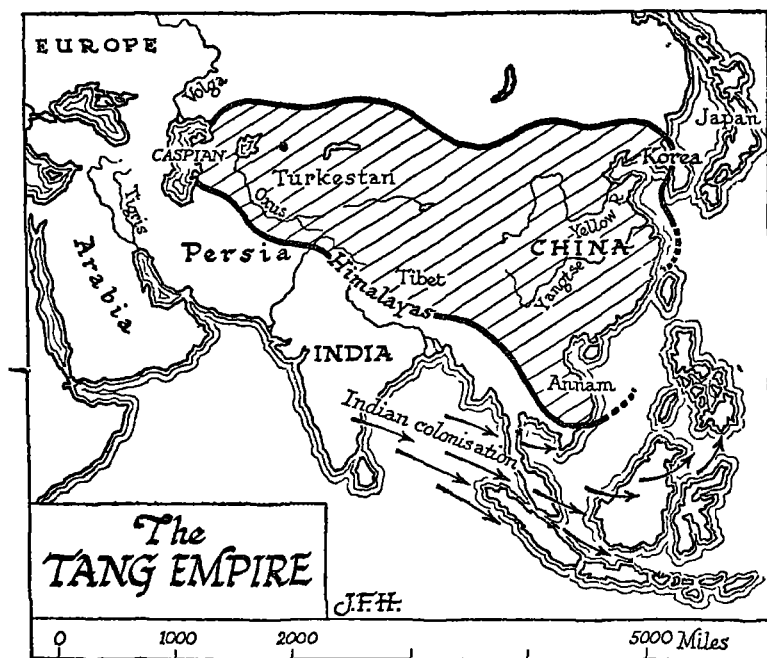 EUROPE
Volga
Japan
CASPIAN
Korea
Turkestan
Oxus
Tigris
Yellow R.
Persia
CHINA
Arabia
Himalayas
Tibet
Yangtse
INDIA
Annam
Indian colonisation
The
TANG EMPIRE
J.F.H.
0 1000 2000 5000 Miles